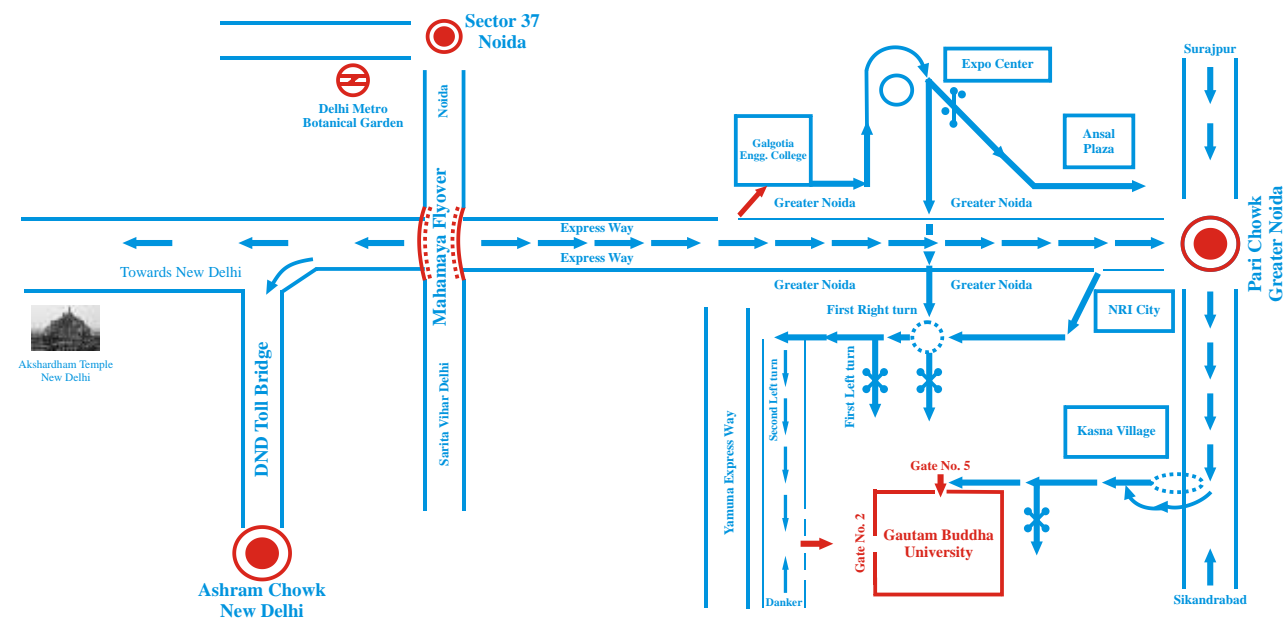 Sector 37
Noida
Delhi Metro
Botanical Garden
Noida
Mahamaya Flyover
Sarita Vihar Delhi
Expo Center
Surajpur
Galgotia
Engg. College
Ansal
Plaza
Greater Noida
Greater Noida
Express Way
Express Way
Towards New Delhi
Pari Chowk
Greater Noida
Greater Noida
Greater Noida
NRI City
First Right turn
Akshardham Temple
New Delhi
DND Toll Bridge
Second Left turn
First Left turn
Kasna Village
Yamuna Express Way
Gate No. 5
Gate No. 2
Gautam Buddha
University
Ashram Chowk
New Delhi
Danker
Sikandrabad